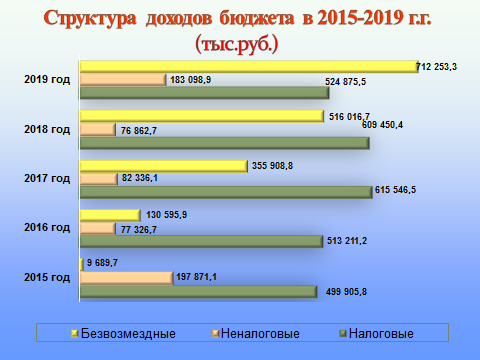 Структура доходов бюджета в 2015-2019 г.г.
(тыс.руб.)
712 253,3
2019 год
183 098,9
524 875,5
516 016,7
2018 год
76 862,7
609 450,4
355 908,8
2017 год
82 336,1
615 546,5
130 595,9
2016 год
77 326,7
513 211,2
9 689,7
2015 год
197 871,1
499 905,8
Безвозмездные Неналоговые Налоговые